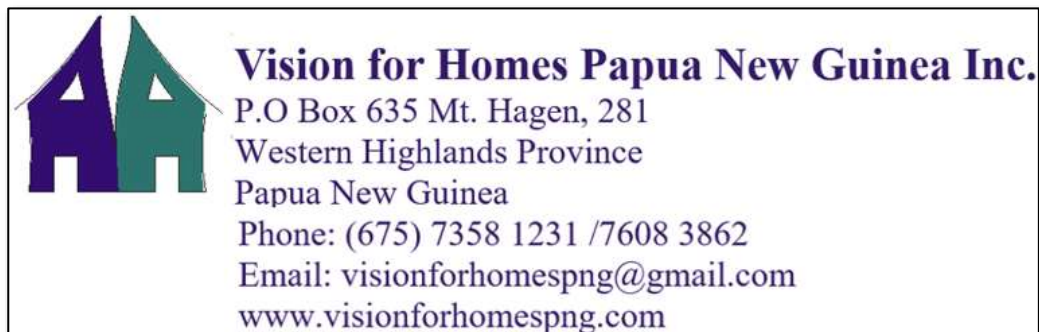 Vision for Homes Papua New Guinea Inc.
P.O Box 635 Mt. Hagen, 281
Western Highlands Province
Papua New Guinea
Phone: (675) 7358 1231 /7608 3862
Email: visionforhomespng@gmail.com
www.visionforhomespng.com